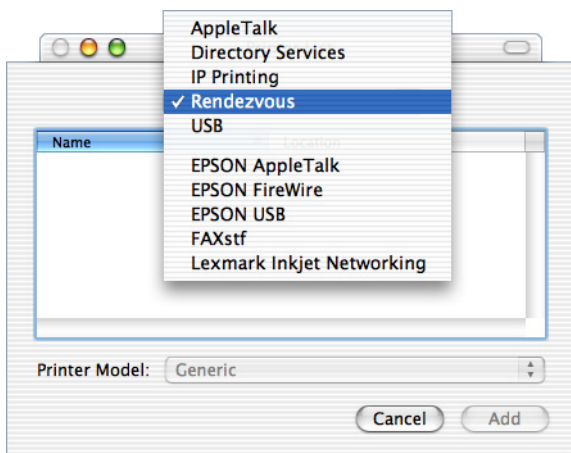 AppleTalk
Directory Services
IP Printing
✓ Rendezvous
USB
Name Location
EPSON AppleTalk
EPSON FireWire
EPSON USB
FAXstf
Lexmark Inkjet Networking
Printer Model: Generic
Cancel Add